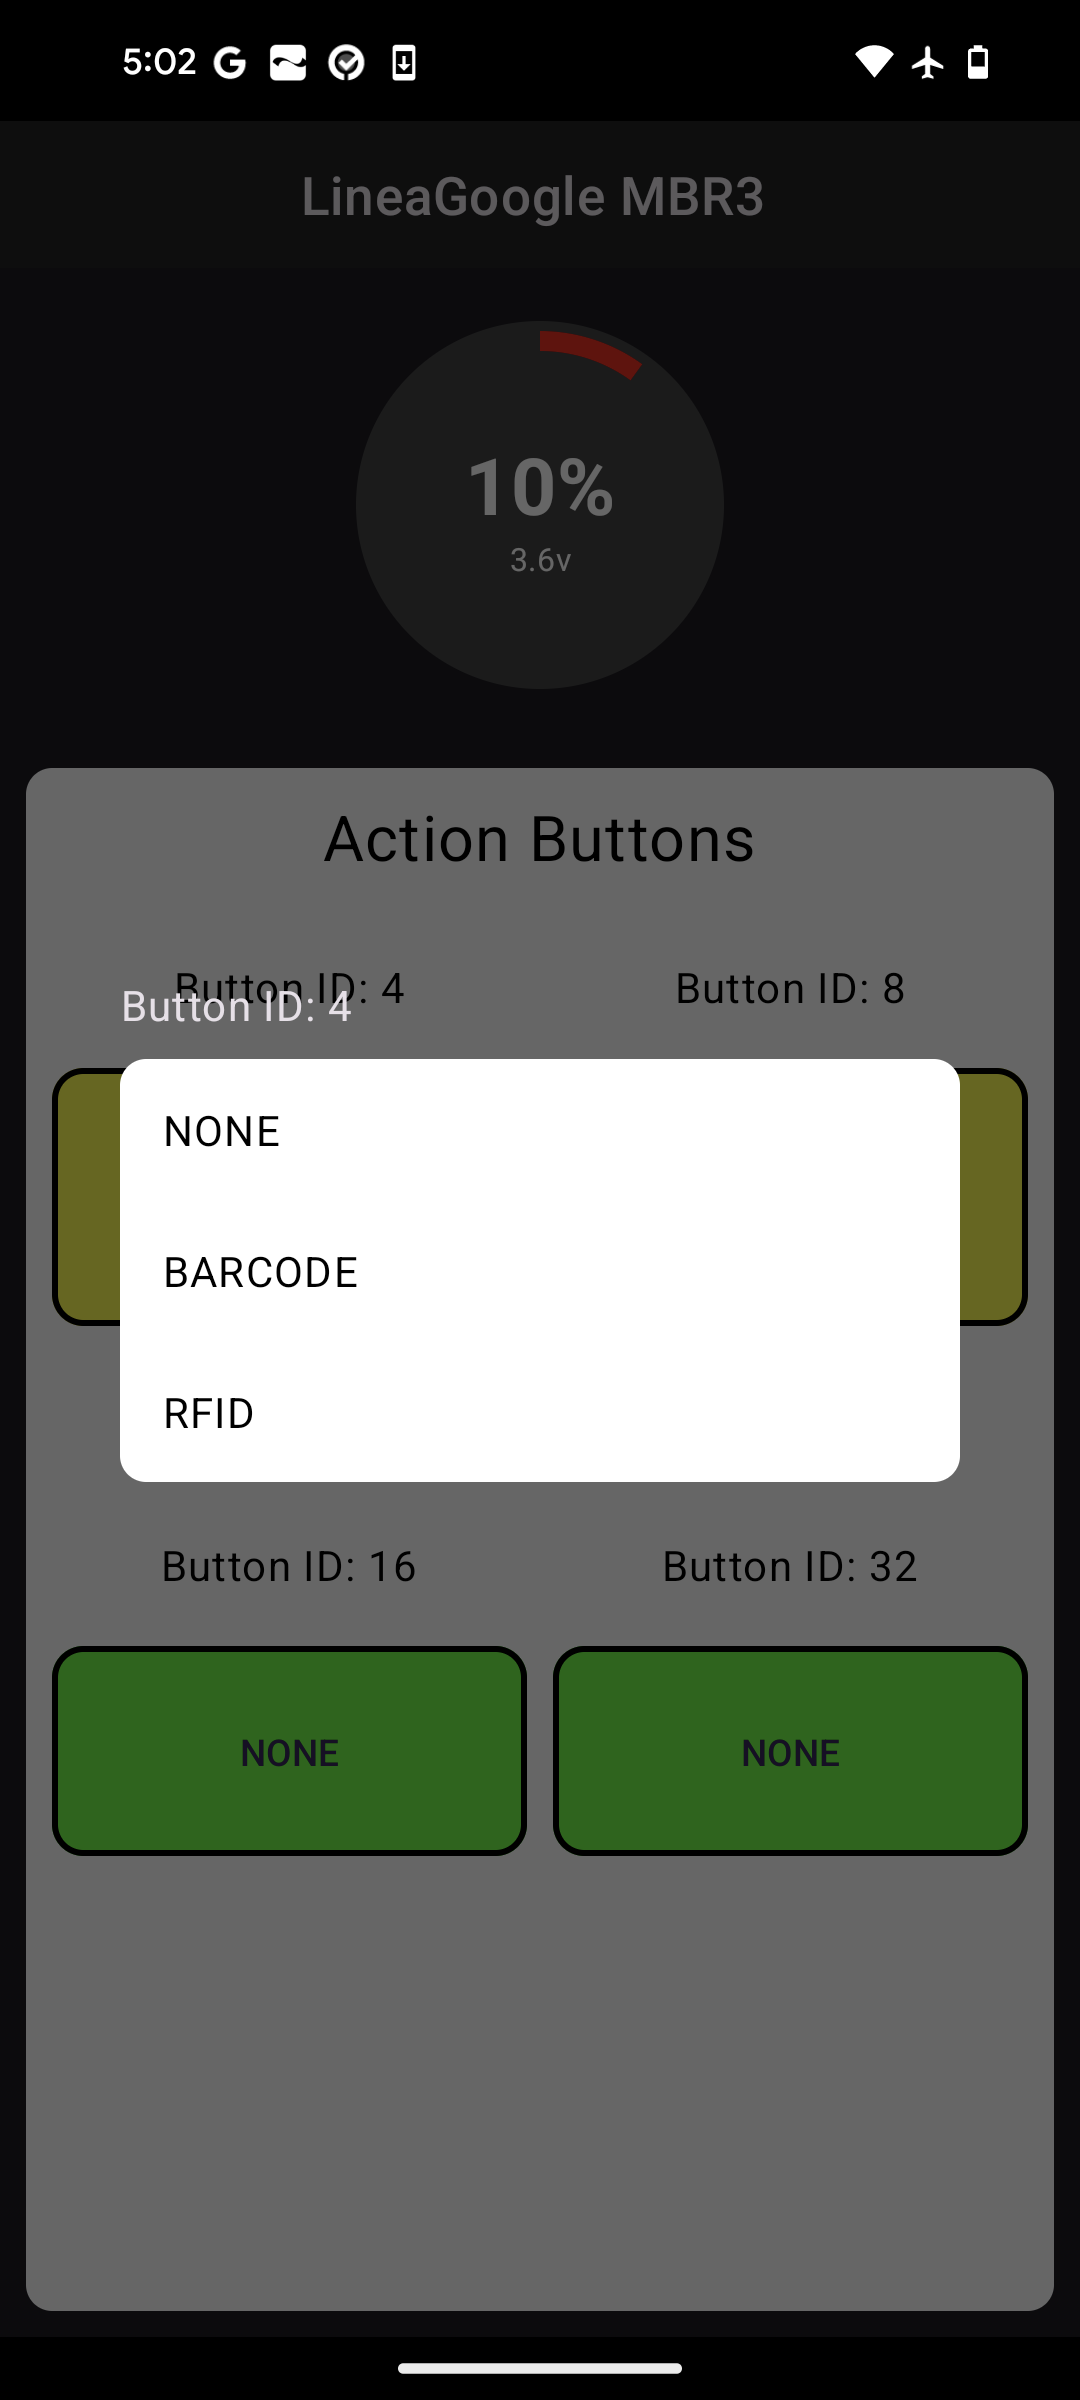 5:02
LineaGoogle MBR3
10%
3.6v
Action Buttons
Button ID: 4
Button ID: 8
Button ID: 4
NONE
BARCODE
RFID
Button ID: 16
Button ID: 32
NONE
NONE